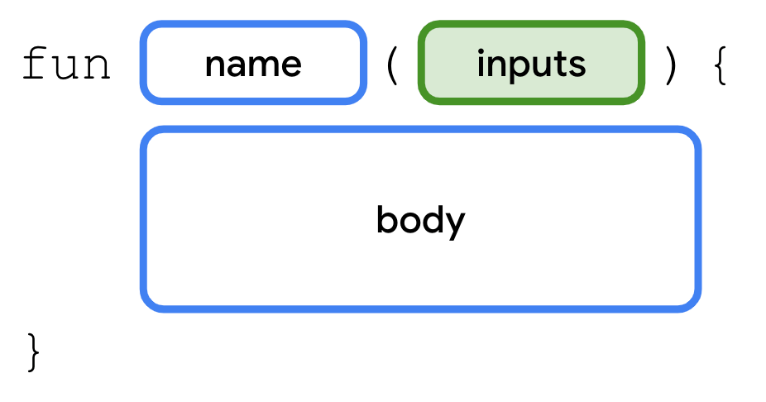 fun name ( inputs ) {
body
}